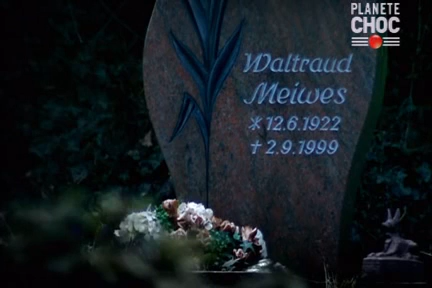 PLANETE
CHOC
Waltraud
Meiwes
* 12.6.1922
† 2.9.1999